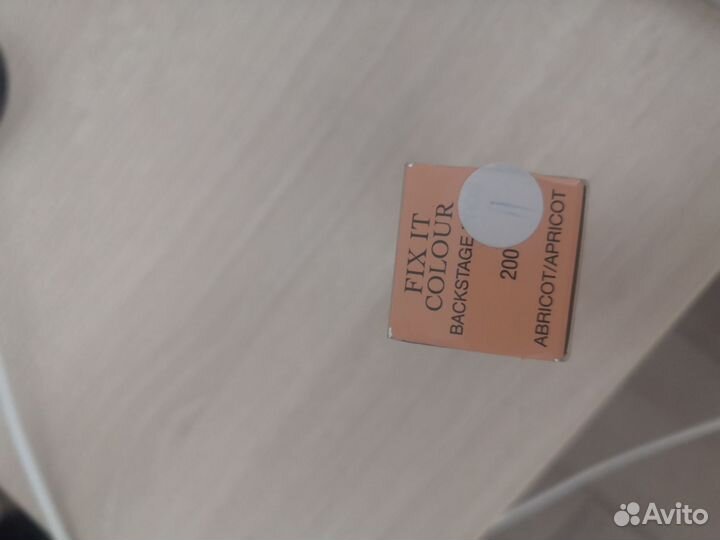 FIX IT
COLOUR
BACKSTAGE
200
ABRICOT/APRICOT
Avito